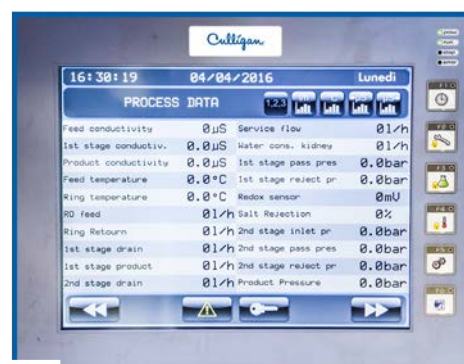 Culligan
16:30:19 04/04/2016 Lunedi
PROCESS DATA 1,2,3
Feed conductivity 0µS Service flow 0l/h
1st stage conductiv. 0.0µS Water cons. kidney 0l/h
Product conductivity 0.0µS 1st stage pass pres 0.0bar
Feed temperature 0.0°C 1st stage reject pr 0.0bar
Ring temperature 0.0°C Redox sensor 0mV
RO feed 0l/h Salt Rejection 0%
Ring Retourn 0l/h 2nd stage inlet pr 0.0bar
1st stage drain 0l/h 2nd stage pass pres 0.0bar
1st stage product 0l/h 2nd stage reject pr 0.0bar
2nd stage drain 0l/h Product Pressure 0.0bar